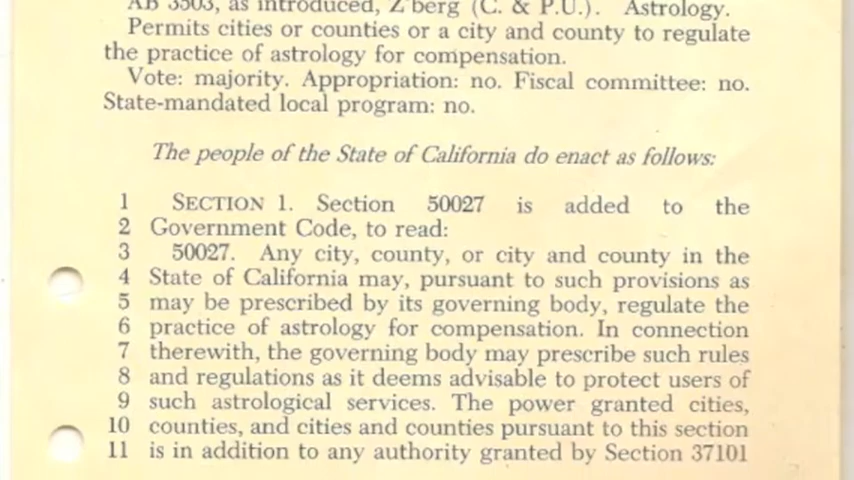 AB 3503, as introduced, Z'berg (C. & P.U.). Astrology.
Permits cities or counties or a city and county to regulate
the practice of astrology for compensation.
Vote: majority. Appropriation: no. Fiscal committee: no.
State-mandated local program: no.
The people of the State of California do enact as follows:
1 SECTION 1. Section 50027 is added to the
2 Government Code, to read:
3 50027. Any city, county, or city and county in the
4 State of California may, pursuant to such provisions as
5 may be prescribed by its governing body, regulate the
6 practice of astrology for compensation. In connection
7 therewith, the governing body may prescribe such rules
8 and regulations as it deems advisable to protect users of
9 such astrological services. The power granted cities,
10 counties, and cities and counties pursuant to this section
11 is in addition to any authority granted by Section 37101